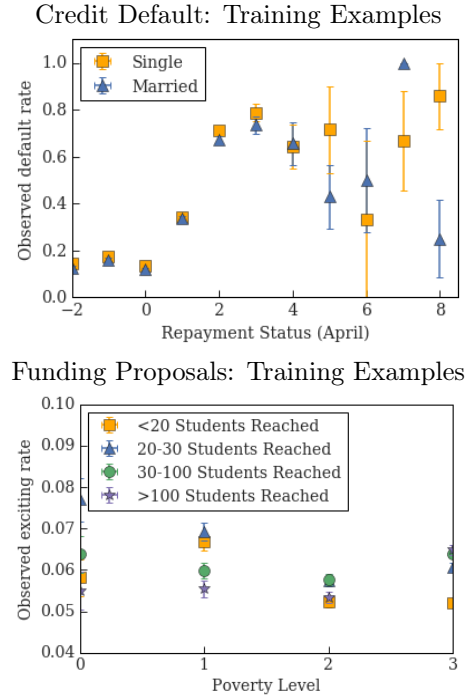 Credit Default: Training Examples
Single
Married
Observed default rate
1.0
0.8
0.6
0.4
0.2
0.0
−2
0
2
4
6
8
Repayment Status (April)
Funding Proposals: Training Examples
<20 Students Reached
20-30 Students Reached
30-100 Students Reached
>100 Students Reached
Observed exciting rate
0.10
0.09
0.08
0.07
0.06
0.05
0.04
0
1
2
3
Poverty Level